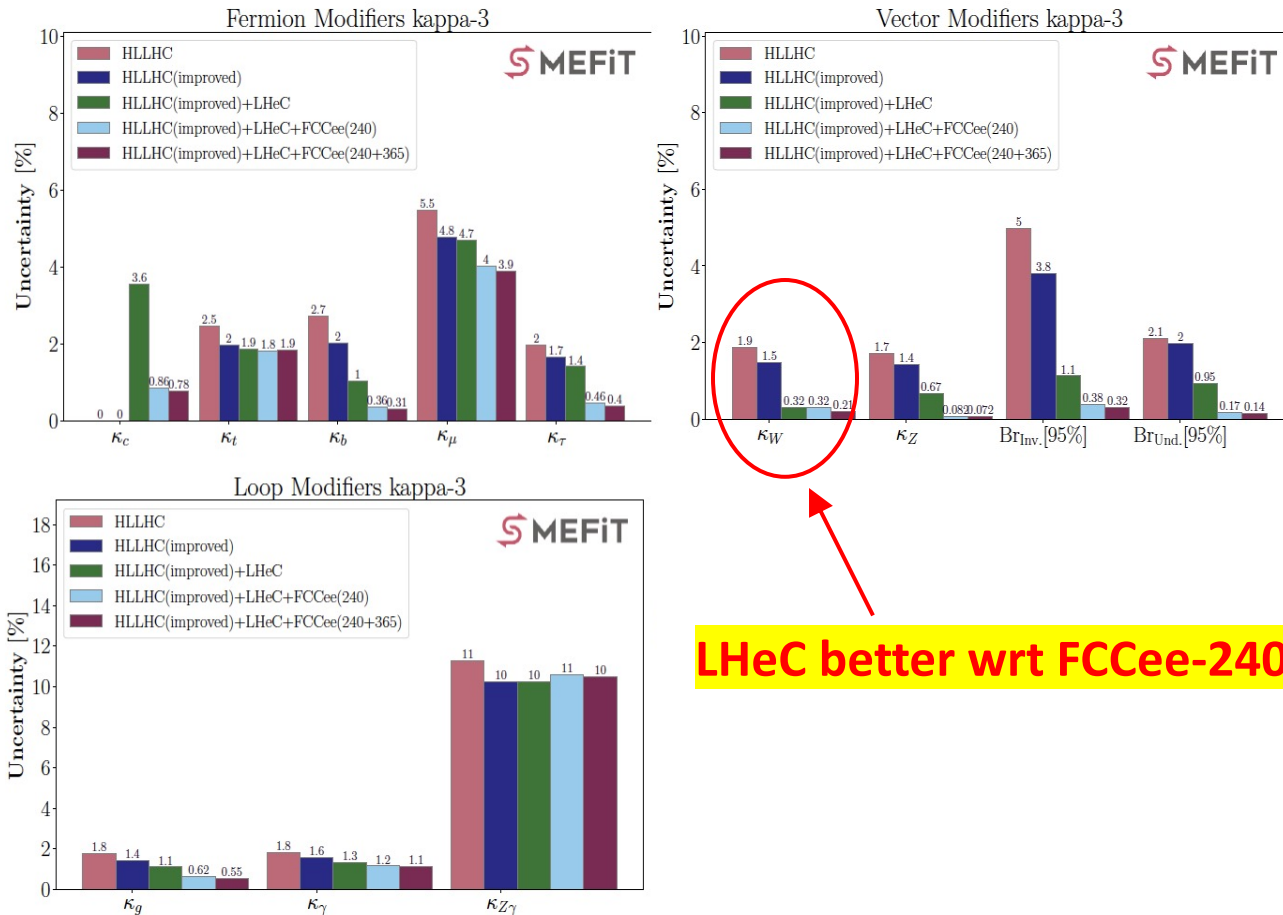 Fermion Modifiers kappa-3
10
8
6
4
2
0
Uncertainty [%]
HLLHC
HLLHC(improved)
HLLHC(improved)+LHeC
HLLHC(improved)+LHeC+FCCee(240)
HLLHC(improved)+LHeC+FCCee(240+365)
SMEFiT
0 0 3.6 0.86 0.78
2.5 2 1.9 1.8 1.9
2.7 2 1 0.36 0.31
5.5 4.8 4.7 4 3.9
2 1.7 1.4 0.46 0.4
κc κt κb κμ κτ
Vector Modifiers kappa-3
10
8
6
4
2
0
Uncertainty [%]
HLLHC
HLLHC(improved)
HLLHC(improved)+LHeC
HLLHC(improved)+LHeC+FCCee(240)
HLLHC(improved)+LHeC+FCCee(240+365)
SMEFiT
1.9 1.5 0.32 0.32 0.21
1.7 1.4 0.67 0.082 0.072
5 3.8 1.1 0.38 0.32
2.1 2 0.95 0.17 0.14
κW κZ BrInv.[95%] BrUnd.[95%]
Loop Modifiers kappa-3
18
16
14
12
10
8
6
4
2
0
Uncertainty [%]
HLLHC
HLLHC(improved)
HLLHC(improved)+LHeC
HLLHC(improved)+LHeC+FCCee(240)
HLLHC(improved)+LHeC+FCCee(240+365)
SMEFiT
1.8 1.4 1.1 0.62 0.55
1.8 1.6 1.3 1.2 1.1
11 10 10 11 10
κg κγ κZγ
LHeC better wrt FCCee-240